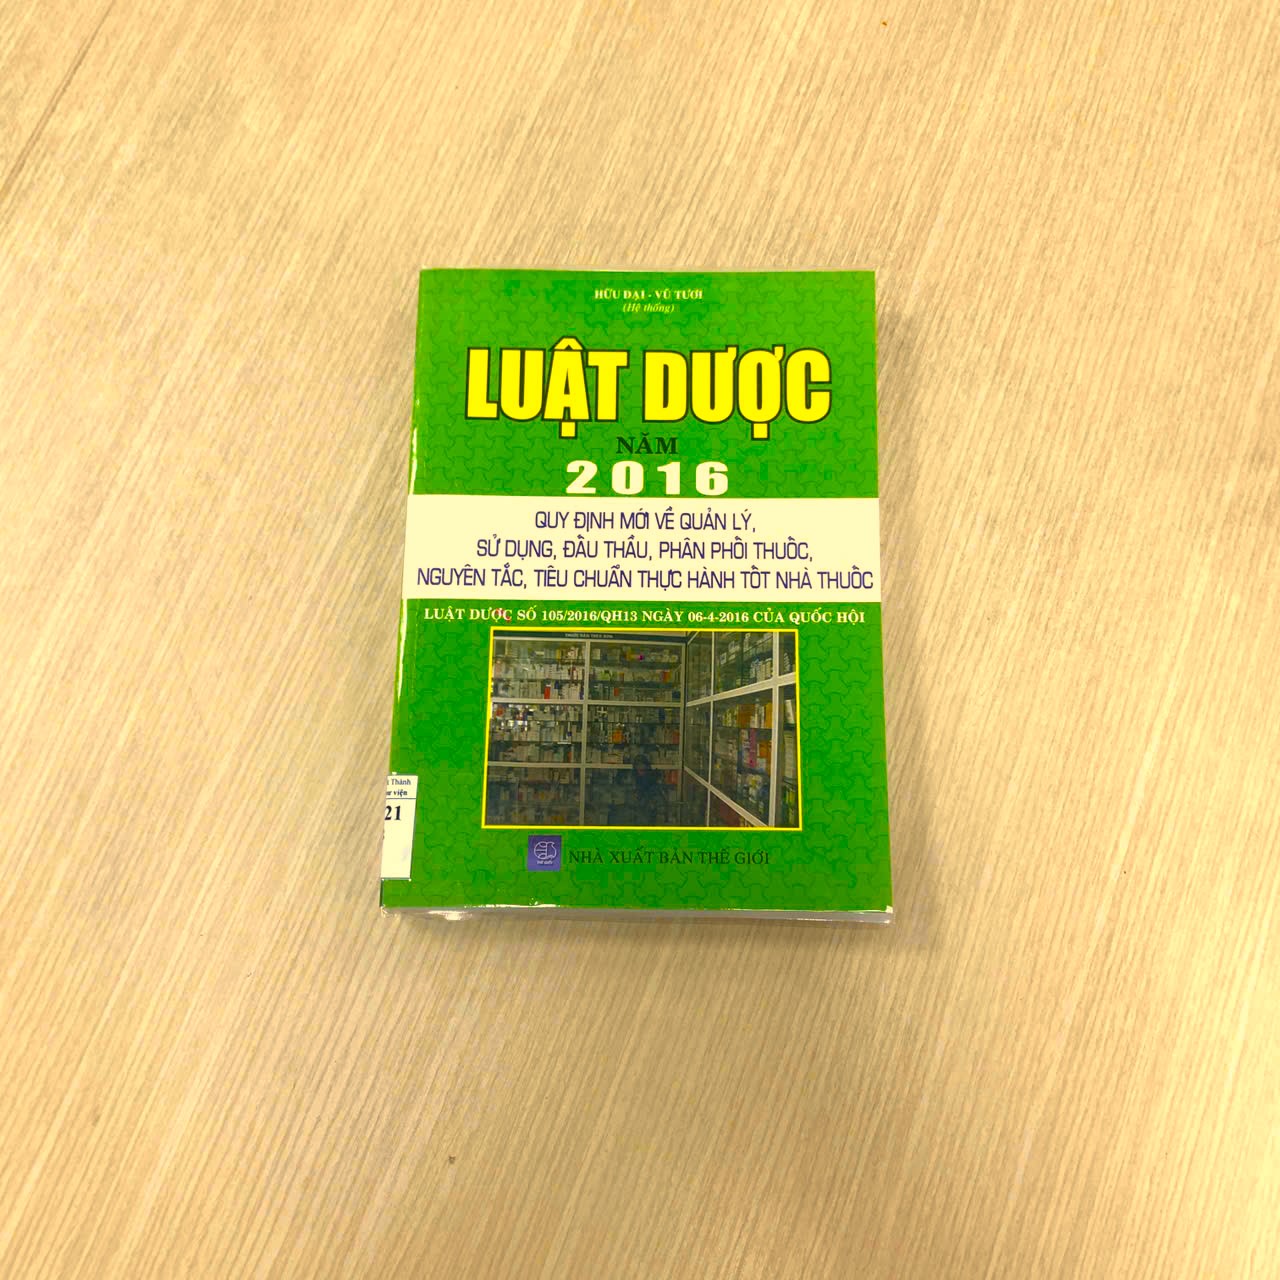 HỮU ĐẠI - VŨ TƯƠI
(Hệ thống)
LUẬT DƯỢC
NĂM
2016
QUY ĐỊNH MỚI VỀ QUẢN LÝ,
SỬ DỤNG, ĐẤU THẦU, PHÂN PHỐI THUỐC,
NGUYÊN TẮC, TIÊU CHUẨN THỰC HÀNH TỐT NHÀ THUỐC
LUẬT DƯỢC SỐ 105/2016/QH13 NGÀY 06-4-2016 CỦA QUỐC HỘI
Thành
viện
21
THẾ GIỚI
NHÀ XUẤT BẢN THẾ GIỚI